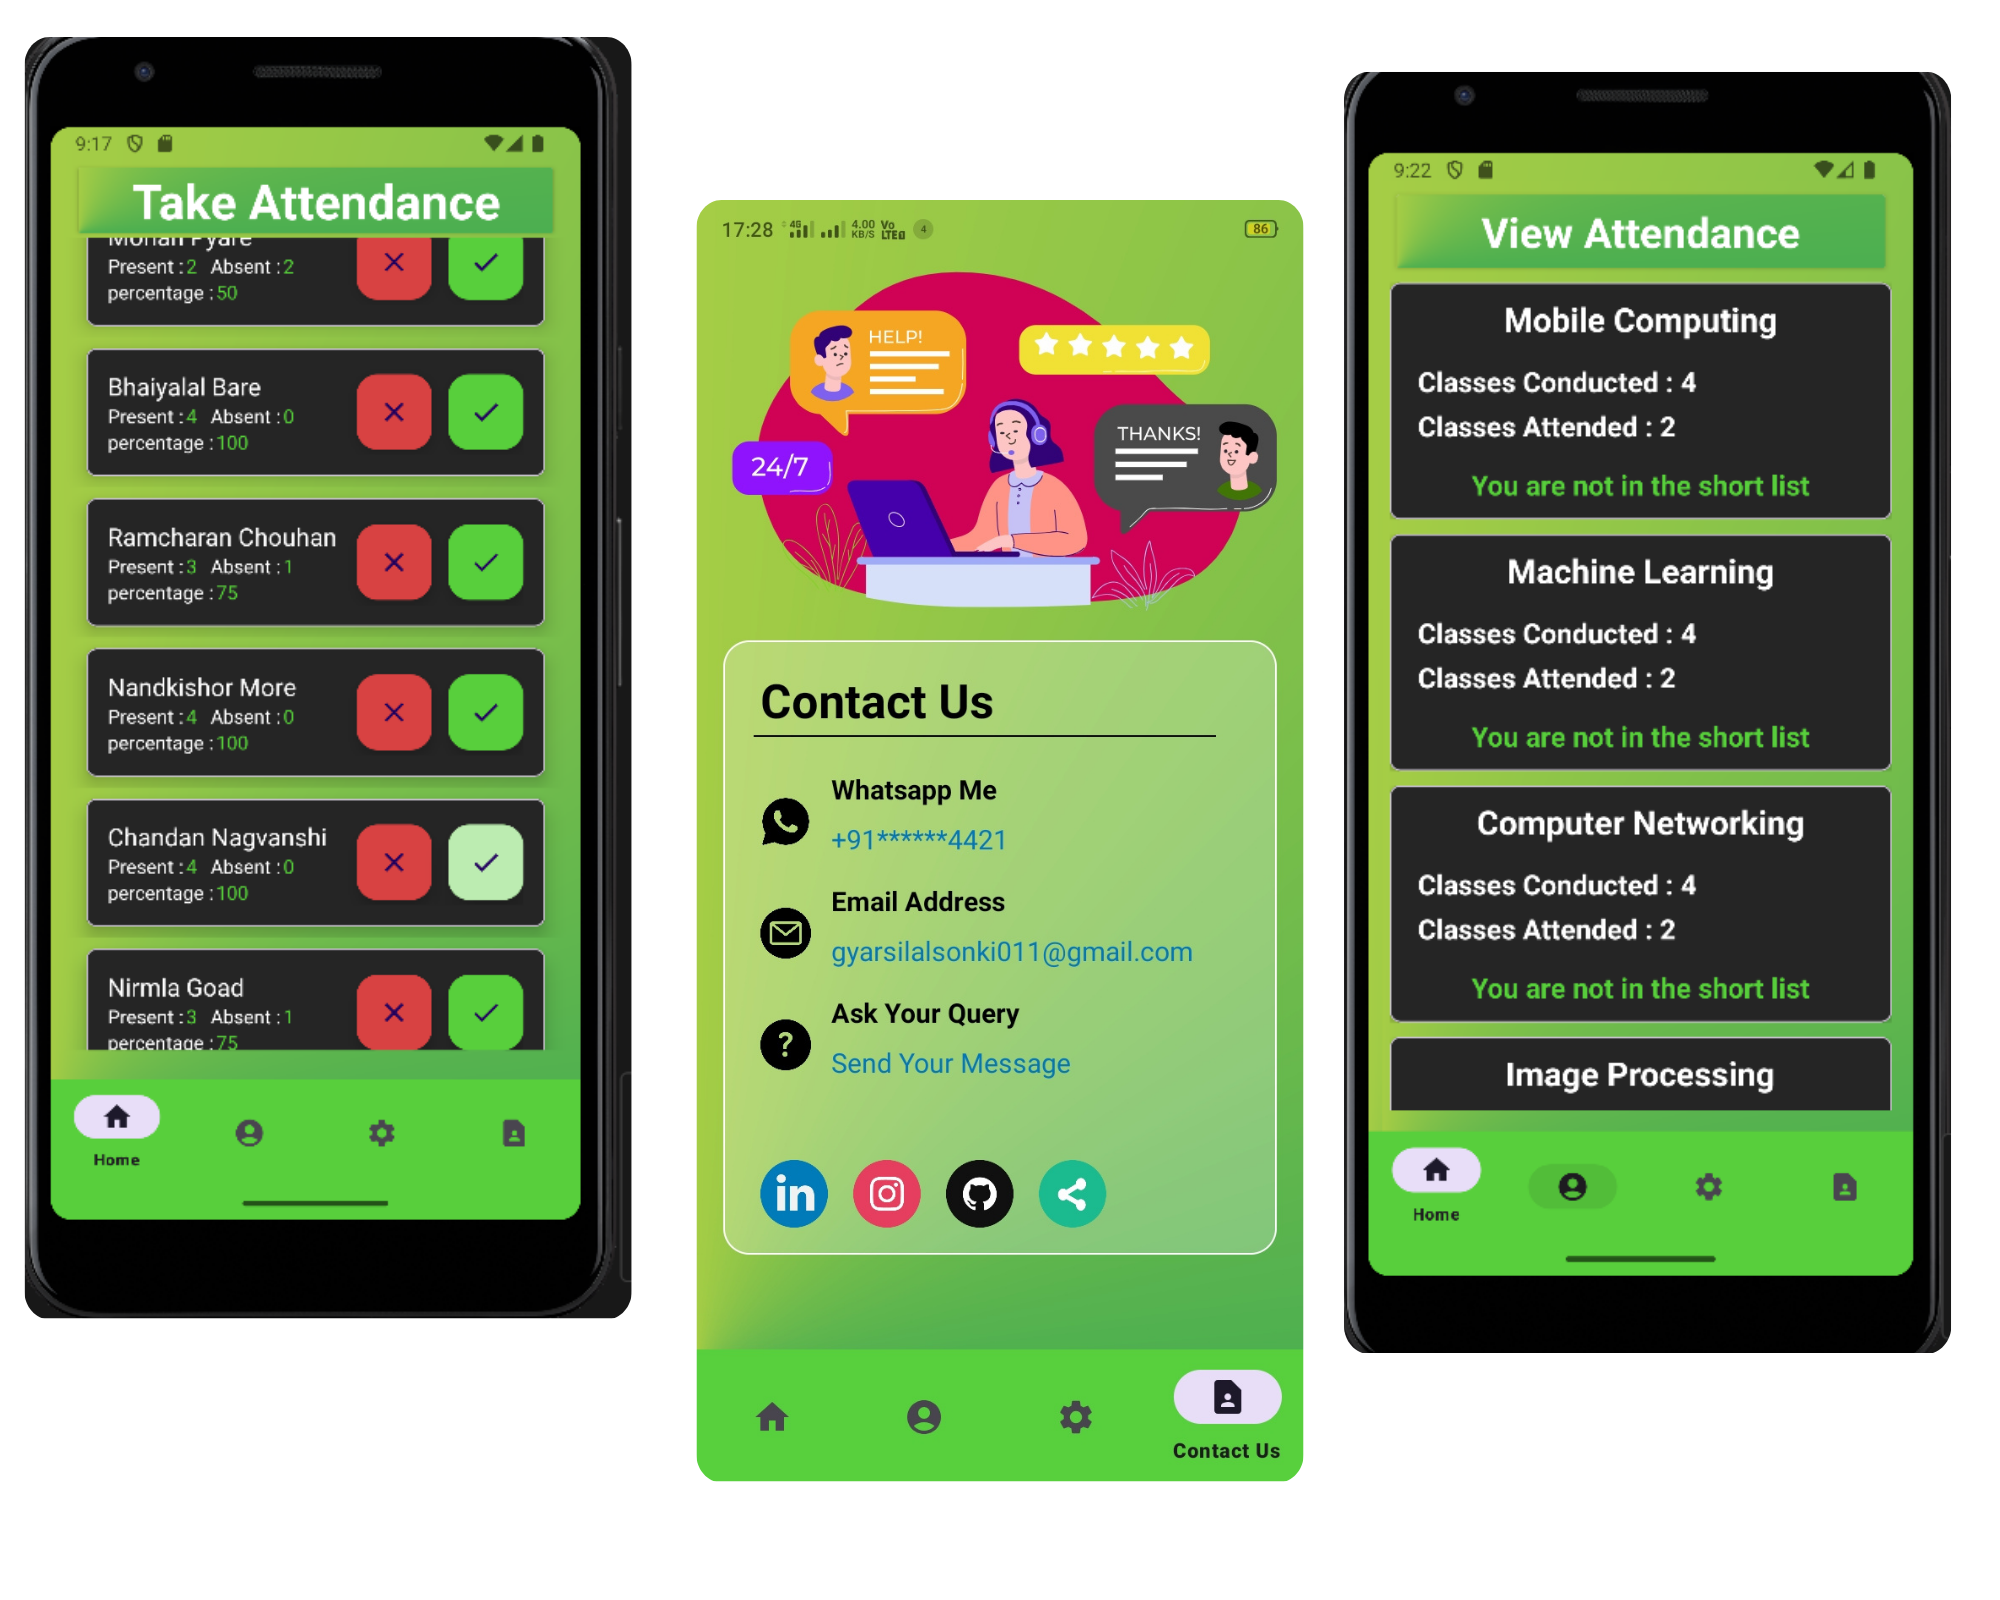 9:17
Take Attendance
Mohan Pyare
Present : 2 Absent : 2
percentage : 50
Bhaiyalal Bare
Present : 4 Absent : 0
percentage : 100
Ramcharan Chouhan
Present : 3 Absent : 1
percentage : 75
Nandkishor More
Present : 4 Absent : 0
percentage : 100
Chandan Nagvanshi
Present : 4 Absent : 0
percentage : 100
Nirmla Goad
Present : 3 Absent : 1
percentage : 75
Home
17:28 4G 4.00 KB/S Vo LTE 4 86
HELP!
24/7
THANKS!
Contact Us
Whatsapp Me
+91******4421
Email Address
gyarsilalsonki011@gmail.com
Ask Your Query
?
Send Your Message
in
Contact Us
9:22
View Attendance
Mobile Computing
Classes Conducted : 4
Classes Attended : 2
You are not in the short list
Machine Learning
Classes Conducted : 4
Classes Attended : 2
You are not in the short list
Computer Networking
Classes Conducted : 4
Classes Attended : 2
You are not in the short list
Image Processing
Home